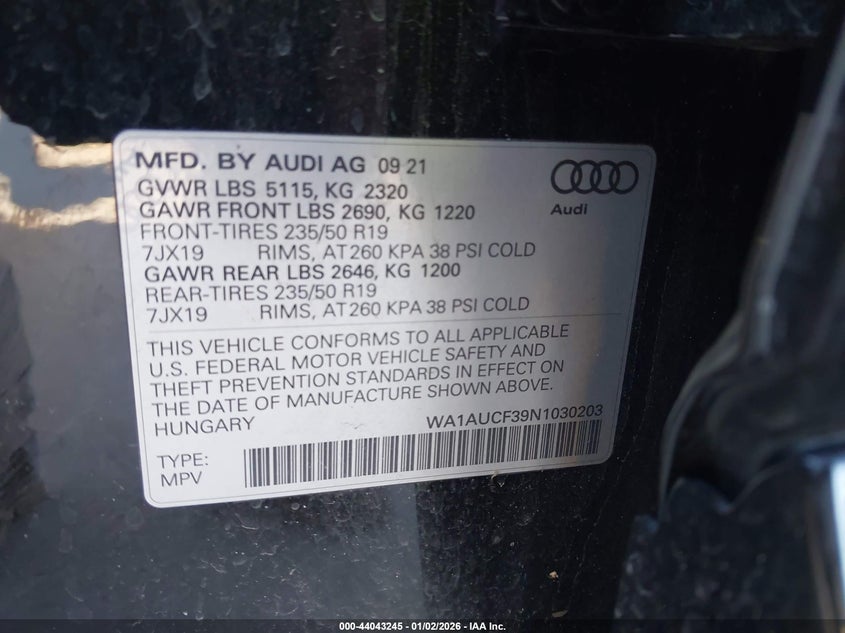 MFD. BY AUDI AG 09 21
GVWR LBS 5115, KG 2320
GAWR FRONT LBS 2690, KG 1220
FRONT-TIRES 235/50 R19
7JX19 RIMS, AT 260 KPA 38 PSI COLD
GAWR REAR LBS 2646, KG 1200
REAR-TIRES 235/50 R19
7JX19 RIMS, AT 260 KPA 38 PSI COLD
Audi
THIS VEHICLE CONFORMS TO ALL APPLICABLE
U.S. FEDERAL MOTOR VEHICLE SAFETY AND
THEFT PREVENTION STANDARDS IN EFFECT ON
THE DATE OF MANUFACTURE SHOWN ABOVE.
HUNGARY WA1AUCF39N1030203
TYPE:
MPV
000-44043245 - 01/02/2026 - IAA Inc.